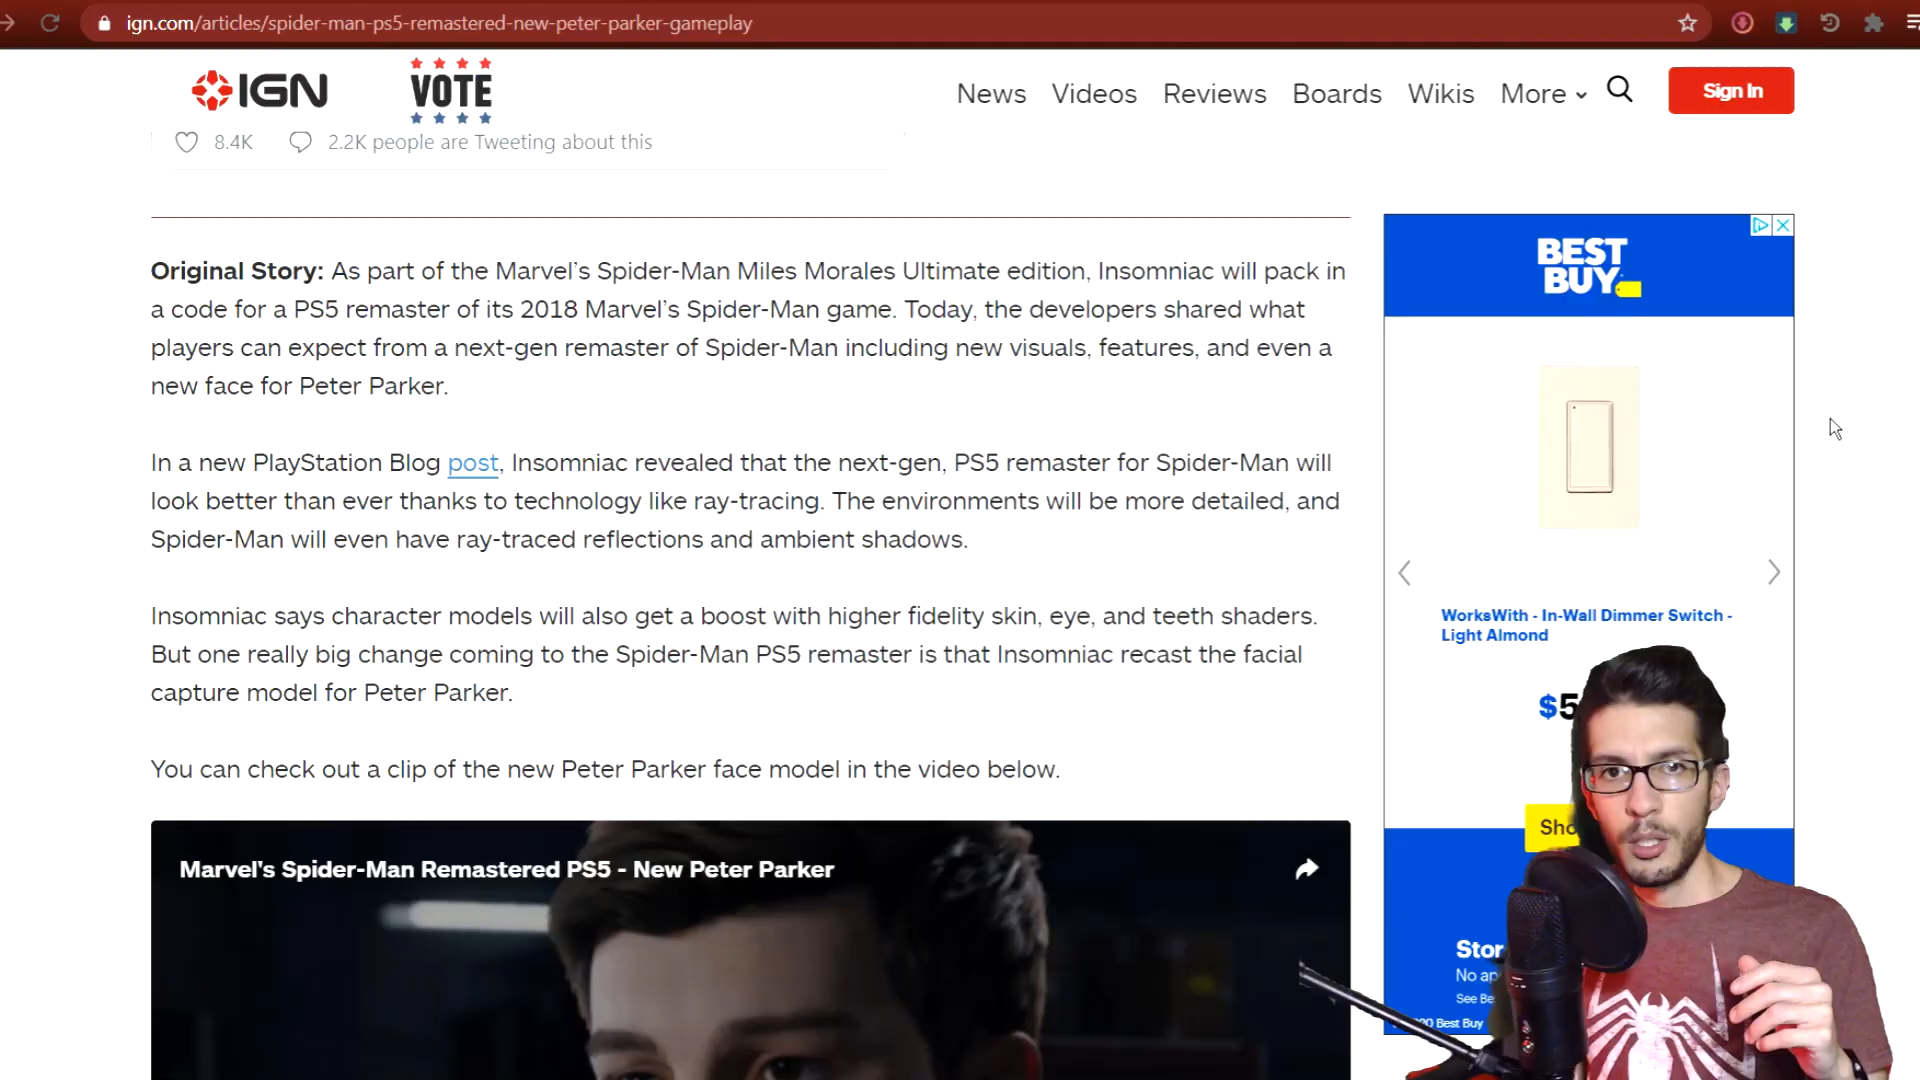 ign.com/articles/spider-man-ps5-remastered-new-peter-parker-gameplay
IGN
VOTE
News Videos Reviews Boards Wikis More
Sign In
8.4K 2.2K people are Tweeting about this
Original Story: As part of the Marvel's Spider-Man Miles Morales Ultimate edition, Insomniac will pack in
a code for a PS5 remaster of its 2018 Marvel's Spider-Man game. Today, the developers shared what
players can expect from a next-gen remaster of Spider-Man including new visuals, features, and even a
new face for Peter Parker.
In a new PlayStation Blog post, Insomniac revealed that the next-gen, PS5 remaster for Spider-Man will
look better than ever thanks to technology like ray-tracing. The environments will be more detailed, and
Spider-Man will even have ray-traced reflections and ambient shadows.
Insomniac says character models will also get a boost with higher fidelity skin, eye, and teeth shaders.
But one really big change coming to the Spider-Man PS5 remaster is that Insomniac recast the facial
capture model for Peter Parker.
You can check out a clip of the new Peter Parker face model in the video below.
Marvel's Spider-Man Remastered PS5 - New Peter Parker
BEST
BUY
WorksWith - In-Wall Dimmer Switch -
Light Almond
$5
Sho
Stor
No ap
See Be
20 Best Buy